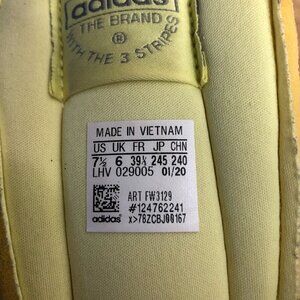 adidas
THE BRAND
®
WITH THE 3 STRIPES
MADE IN VIETNAM
US UK FR JP CHN
7½ 6 39⅓ 245 240
LHV 029005 01/20
ART FW3129
#124762241
adidas® x>78ZCBJ00167